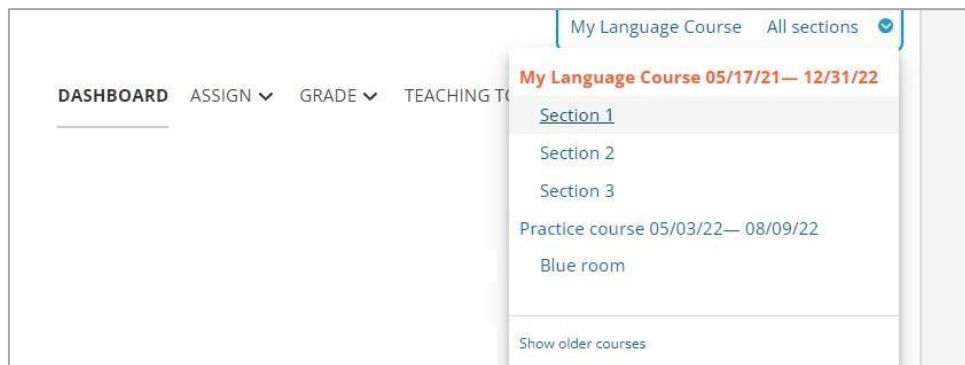 My Language Course All sections
DASHBOARD ASSIGN GRADE TEACHING
My Language Course 05/17/21— 12/31/22
Section 1
Section 2
Section 3
Practice course 05/03/22— 08/09/22
Blue room
Show older courses